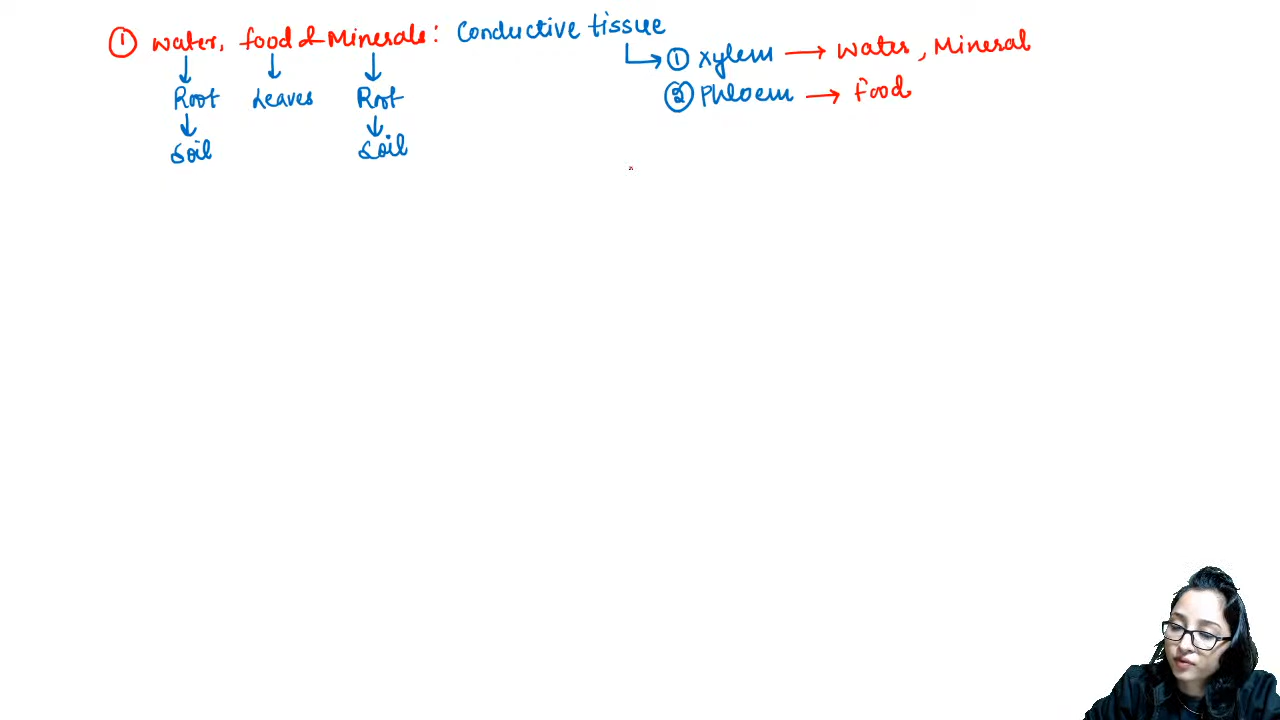 ① Water, food & Minerals: Conductive tissue
↓ ↓ ↓
Root Leaves Root
↓ ↓
Soil Soil
↳ ① Xylem → Water, Mineral
② Phloem → Food